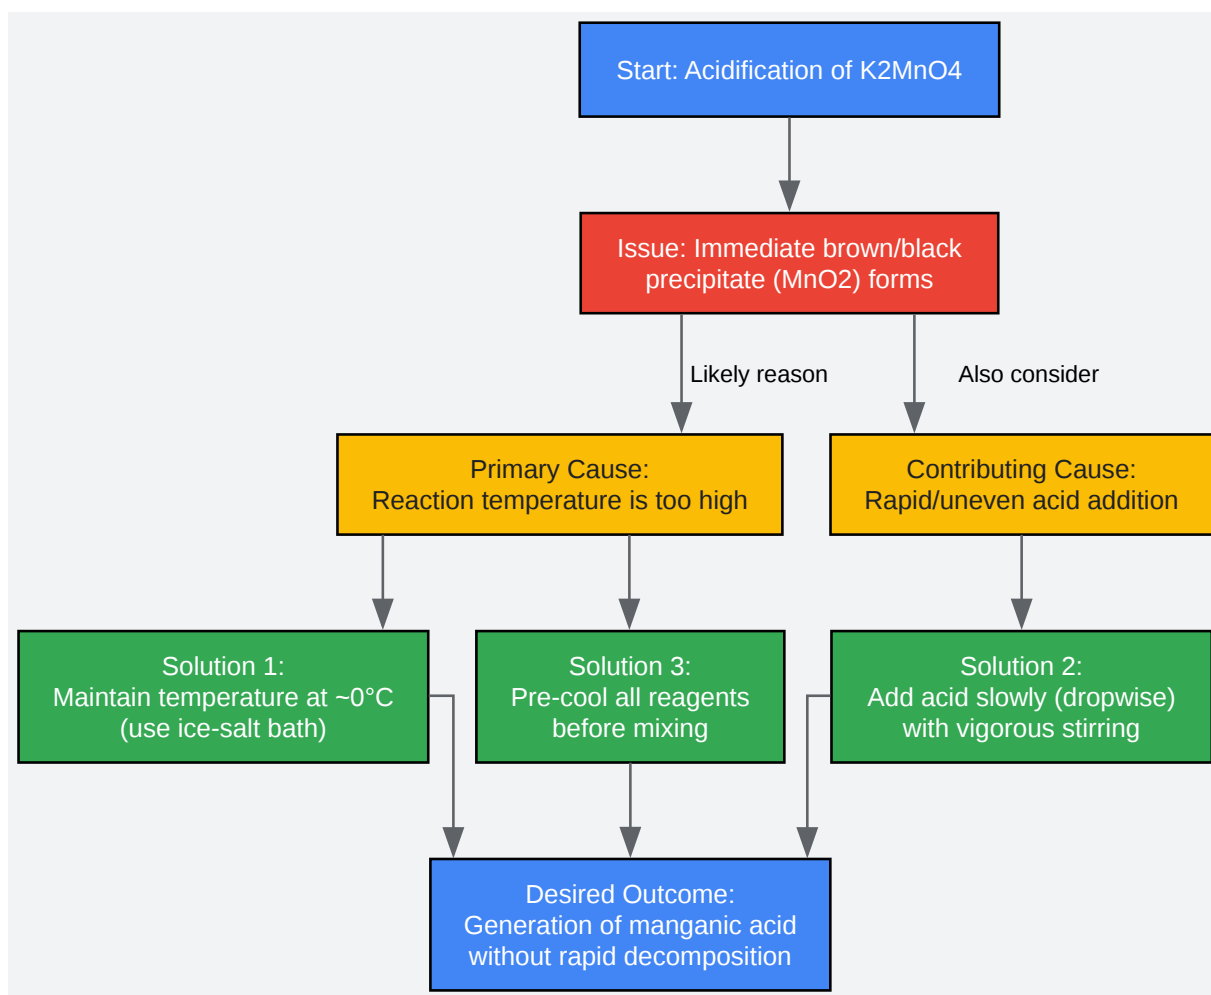 Start: Acidification of K2MnO4
Issue: Immediate brown/black
precipitate (MnO2) forms
Likely reason
Also consider
Primary Cause:
Reaction temperature is too high
Contributing Cause:
Rapid/uneven acid addition
Solution 1:
Maintain temperature at ~0°C
(use ice-salt bath)
Solution 3:
Pre-cool all reagents
before mixing
Solution 2:
Add acid slowly (dropwise)
with vigorous stirring
Desired Outcome:
Generation of manganic acid
without rapid decomposition